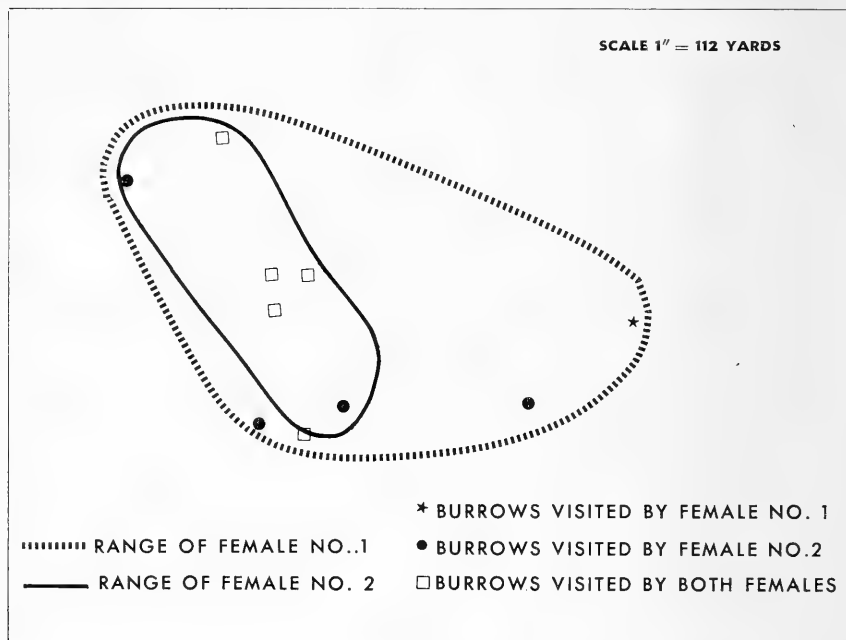 SCALE 1" = 112 YARDS
* BURROWS VISITED BY FEMALE NO. 1
RANGE OF FEMALE NO..1
● BURROWS VISITED BY FEMALE NO.2
RANGE OF FEMALE NO. 2
□ BURROWS VISITED BY BOTH FEMALES